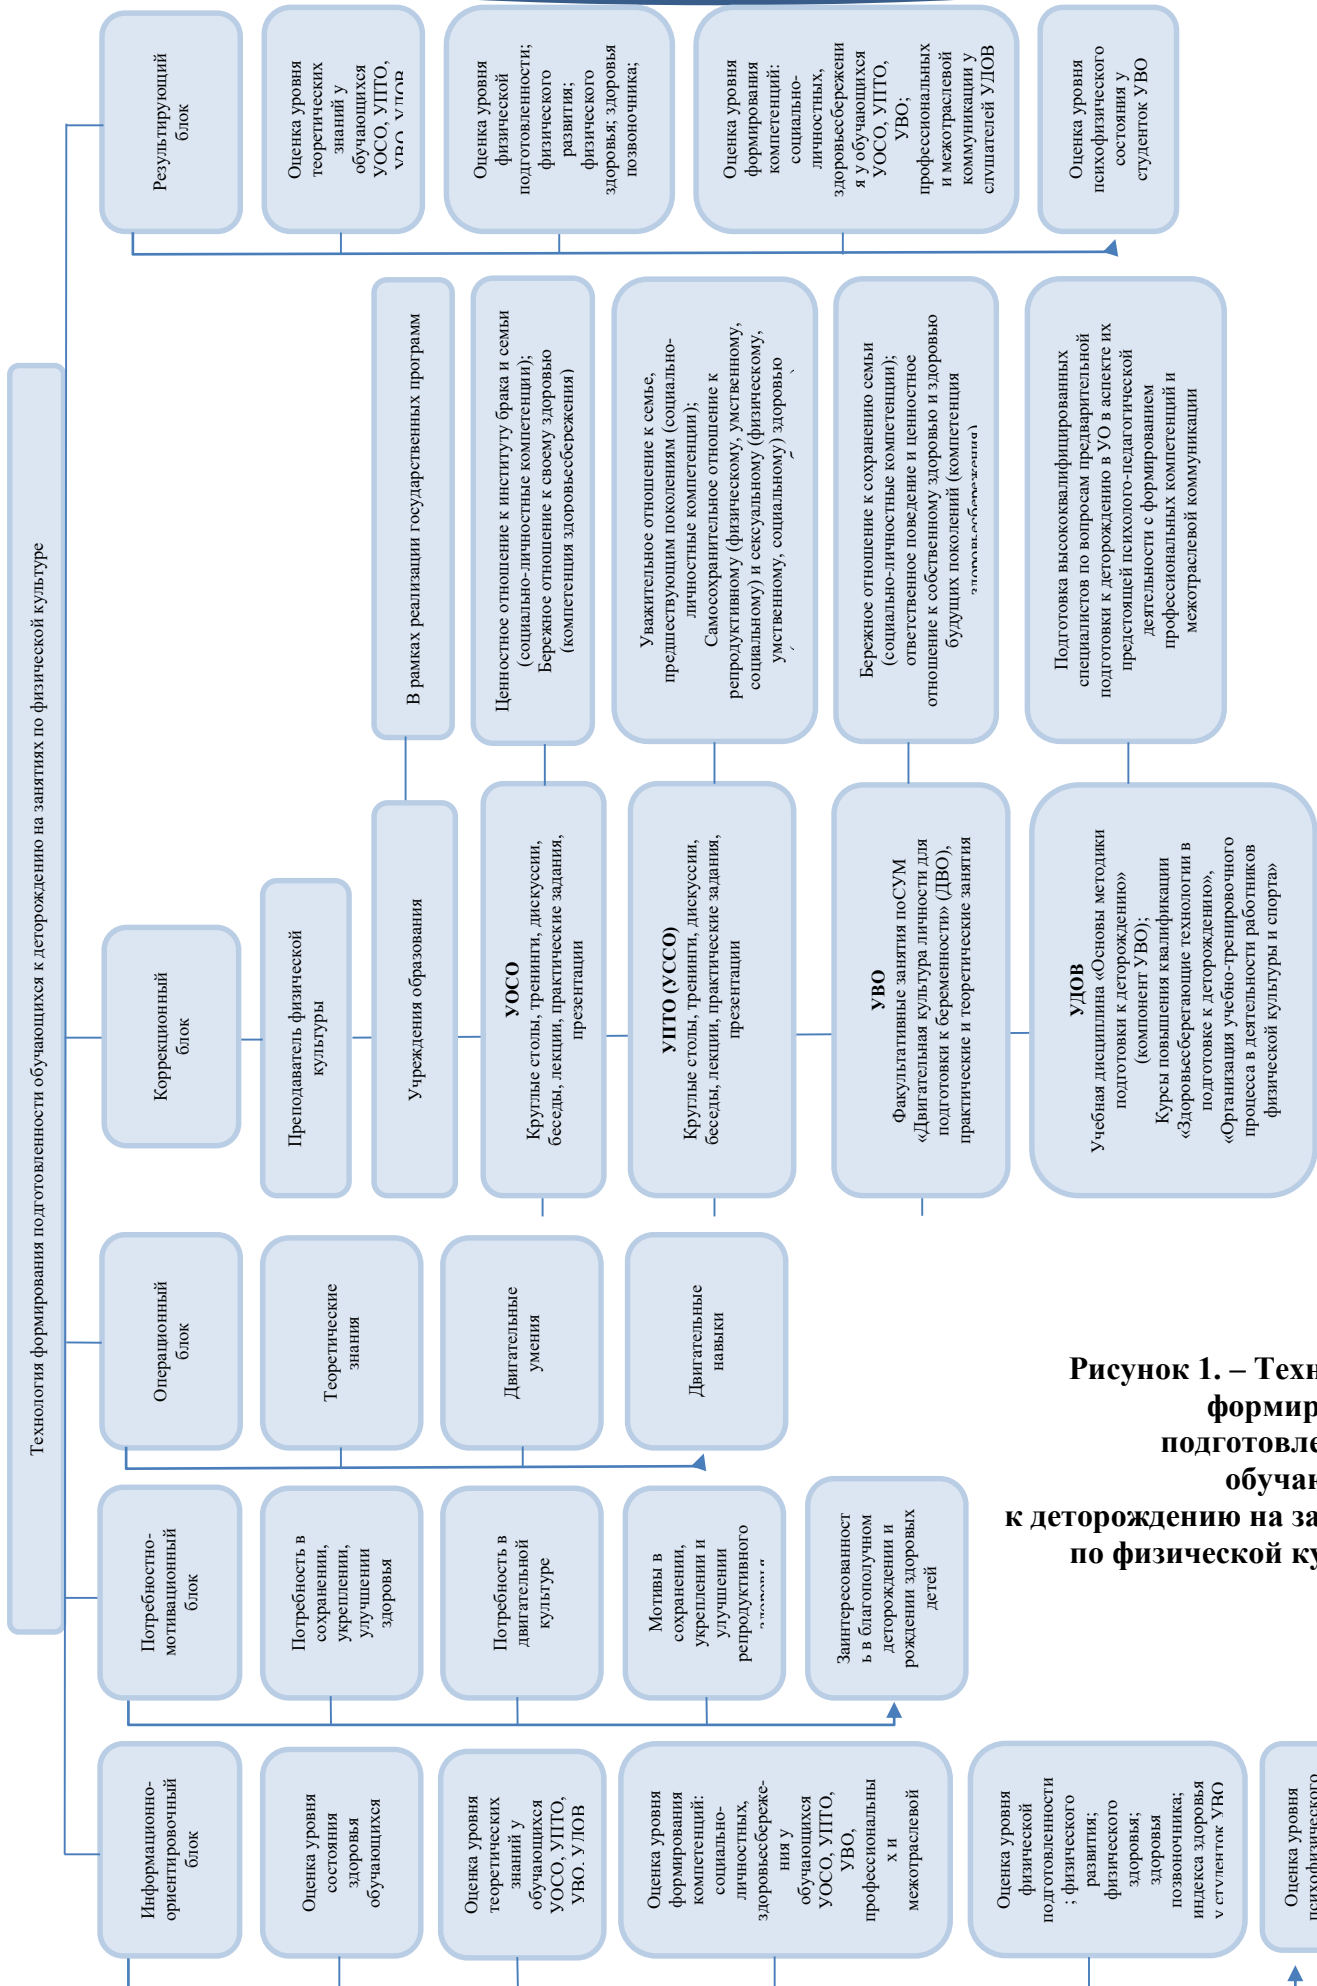 Технология формирования подготовленности обучающихся к деторождению на занятиях по физической культуре
Информационно-
ориентировочный
блок
Оценка уровня
состояния
здоровья
обучающихся
Оценка уровня
теоретических
знаний у
обучающихся
УОСО, УПТО,
УВО. УДОВ
Оценка уровня
формирования
компетенций:
социально-
личностных,
здоровьесбереже-
ния у
обучающихся
УОСО, УПТО,
УВО,
профессиональны
х и
межотраслевой
Оценка уровня
физической
подготовленности
; физического
развития;
физического
здоровья;
здоровья
позвоночника;
индекса здоровья
у студенток УВО
Оценка уровня
психофизического
Потребностно-
мотивационный
блок
Потребность в
сохранении,
укреплении,
улучшении
здоровья
Потребность в
двигательной
культуре
Мотивы в
сохранении,
укреплении и
улучшении
репродуктивного
Заинтересованност
ь в благополучном
деторождении и
рождении здоровых
детей
Операционный
блок
Теоретические
знания
Двигательные
умения
Двигательные
навыки
Коррекционный
блок
Преподаватель физической
культуры
Учреждения образования
В рамках реализации государственных программ
УОСО
Круглые столы, тренинги, дискуссии,
беседы, лекции, практические задания,
презентации
Ценностное отношение к институту брака и семьи
(социально-личностные компетенции);
Бережное отношение к своему здоровью
(компетенция здоровьесбережения)
УПТО (УССО)
Круглые столы, тренинги, дискуссии,
беседы, лекции, практические задания,
презентации
Уважительное отношение к семье,
предшествующим поколениям (социально-
личностные компетенции);
Самосохранительное отношение к
репродуктивному (физическому, умственному,
социальному) и сексуальному (физическому,
умственному, социальному) здоровью
УВО
Факультативные занятия поСУМ
«Двигательная культура личности для
подготовки к беременности» (ДВО),
практические и теоретические занятия
Бережное отношение к сохранению семьи
(социально-личностные компетенции);
ответственное поведение и ценностное
отношение к собственному здоровью и здоровью
будущих поколений (компетенция
здоровьесбережения)
УДОВ
Учебная дисциплина «Основы методики
подготовки к деторождению»
(компонент УВО);
Курсы повышения квалификации
«Здоровьесберегающие технологии в
подготовке к деторождению»,
«Организация учебно-тренировочного
процесса в деятельности работников
физической культуры и спорта»
Подготовка высококвалифицированных
специалистов по вопросам предварительной
подготовки к деторождению в УО в аспекте их
предстоящей психолого-педагогической
деятельности с формированием
профессиональных компетенций и
межотраслевой коммуникации
Результирующий
блок
Оценка уровня
теоретических
знаний у
обучающихся
УОСО, УПТО,
УВО, УДОВ
Оценка уровня
физической
подготовленности;
физического
развития;
физического
здоровья; здоровья
позвоночника;
Оценка уровня
формирования
компетенций:
социально-
личностных,
здоровьесбережени
я у обучающихся
УОСО, УПТО,
УВО;
профессиональных
и межотраслевой
коммуникации у
слушателей УДОВ
Оценка уровня
психофизического
состояния у
студенток УВО
Рисунок 1. – Техн
формир
подготовле
обучаю
к деторождению на за
по физической ку